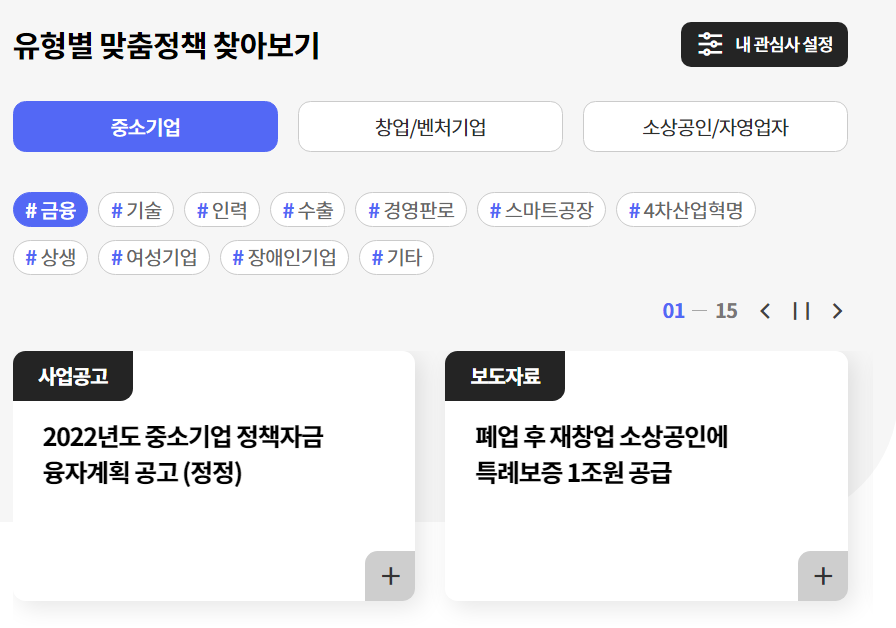 유형별 맞춤정책 찾아보기
내 관심사 설정
중소기업
창업/벤처기업
소상공인/자영업자
# 금융 # 기술 # 인력 # 수출 # 경영판로 # 스마트공장 # 4차산업혁명
# 상생 # 여성기업 # 장애인기업 # 기타
01 — 15
사업공고
2022년도 중소기업 정책자금
융자계획 공고 (정정)
보도자료
폐업 후 재창업 소상공인에
특례보증 1조원 공급